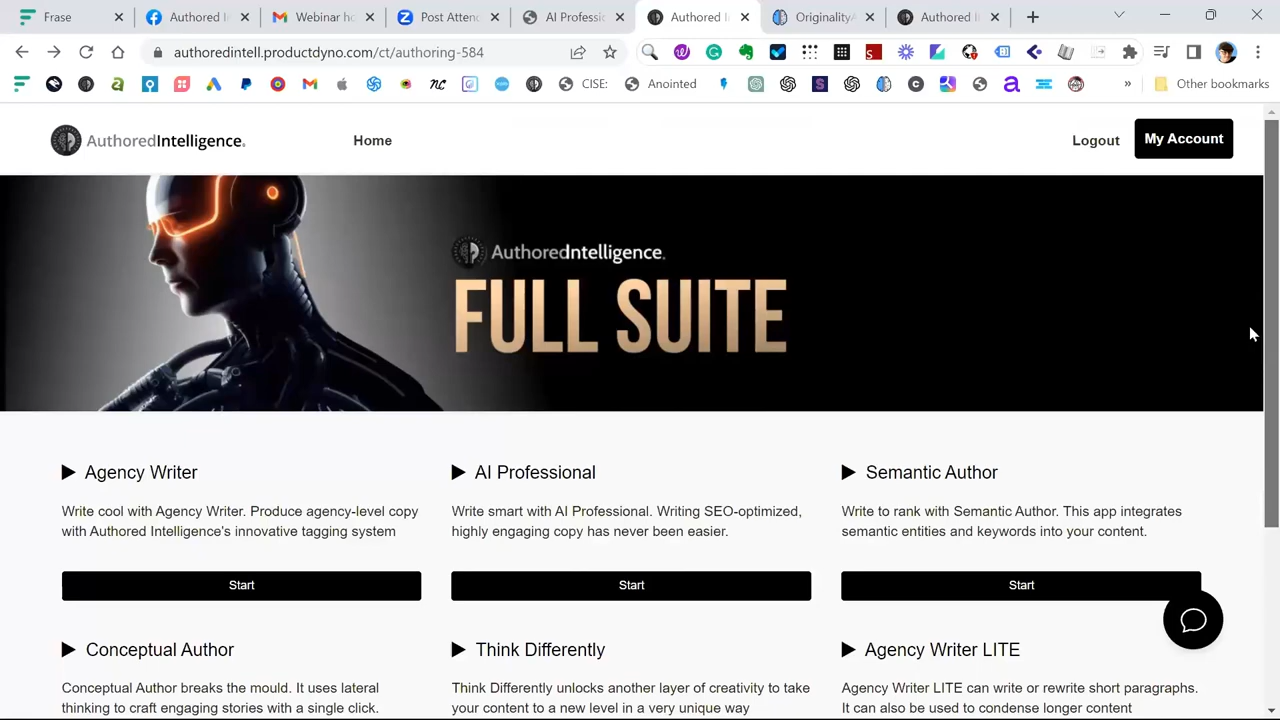 Frase
Authored I
Webinar ho
Post Atten
AI Professio
Authored I
OriginalityA
Authored I
authoredintell.productdyno.com/ct/authoring-584
CISE:
Anointed
Other bookmarks
AuthoredIntelligence.
Home
Logout
My Account
AuthoredIntelligence.
FULL SUITE
Agency Writer
Write cool with Agency Writer. Produce agency-level copy
with Authored Intelligence's innovative tagging system
Start
AI Professional
Write smart with AI Professional. Writing SEO-optimized,
highly engaging copy has never been easier.
Start
Semantic Author
Write to rank with Semantic Author. This app integrates
semantic entities and keywords into your content.
Start
Conceptual Author
Conceptual Author breaks the mould. It uses lateral
thinking to craft engaging stories with a single click.
Think Differently
Think Differently unlocks another layer of creativity to take
your content to a new level in a very unique way
Agency Writer LITE
Agency Writer LITE can write or rewrite short paragraphs.
It can also be used to condense longer content